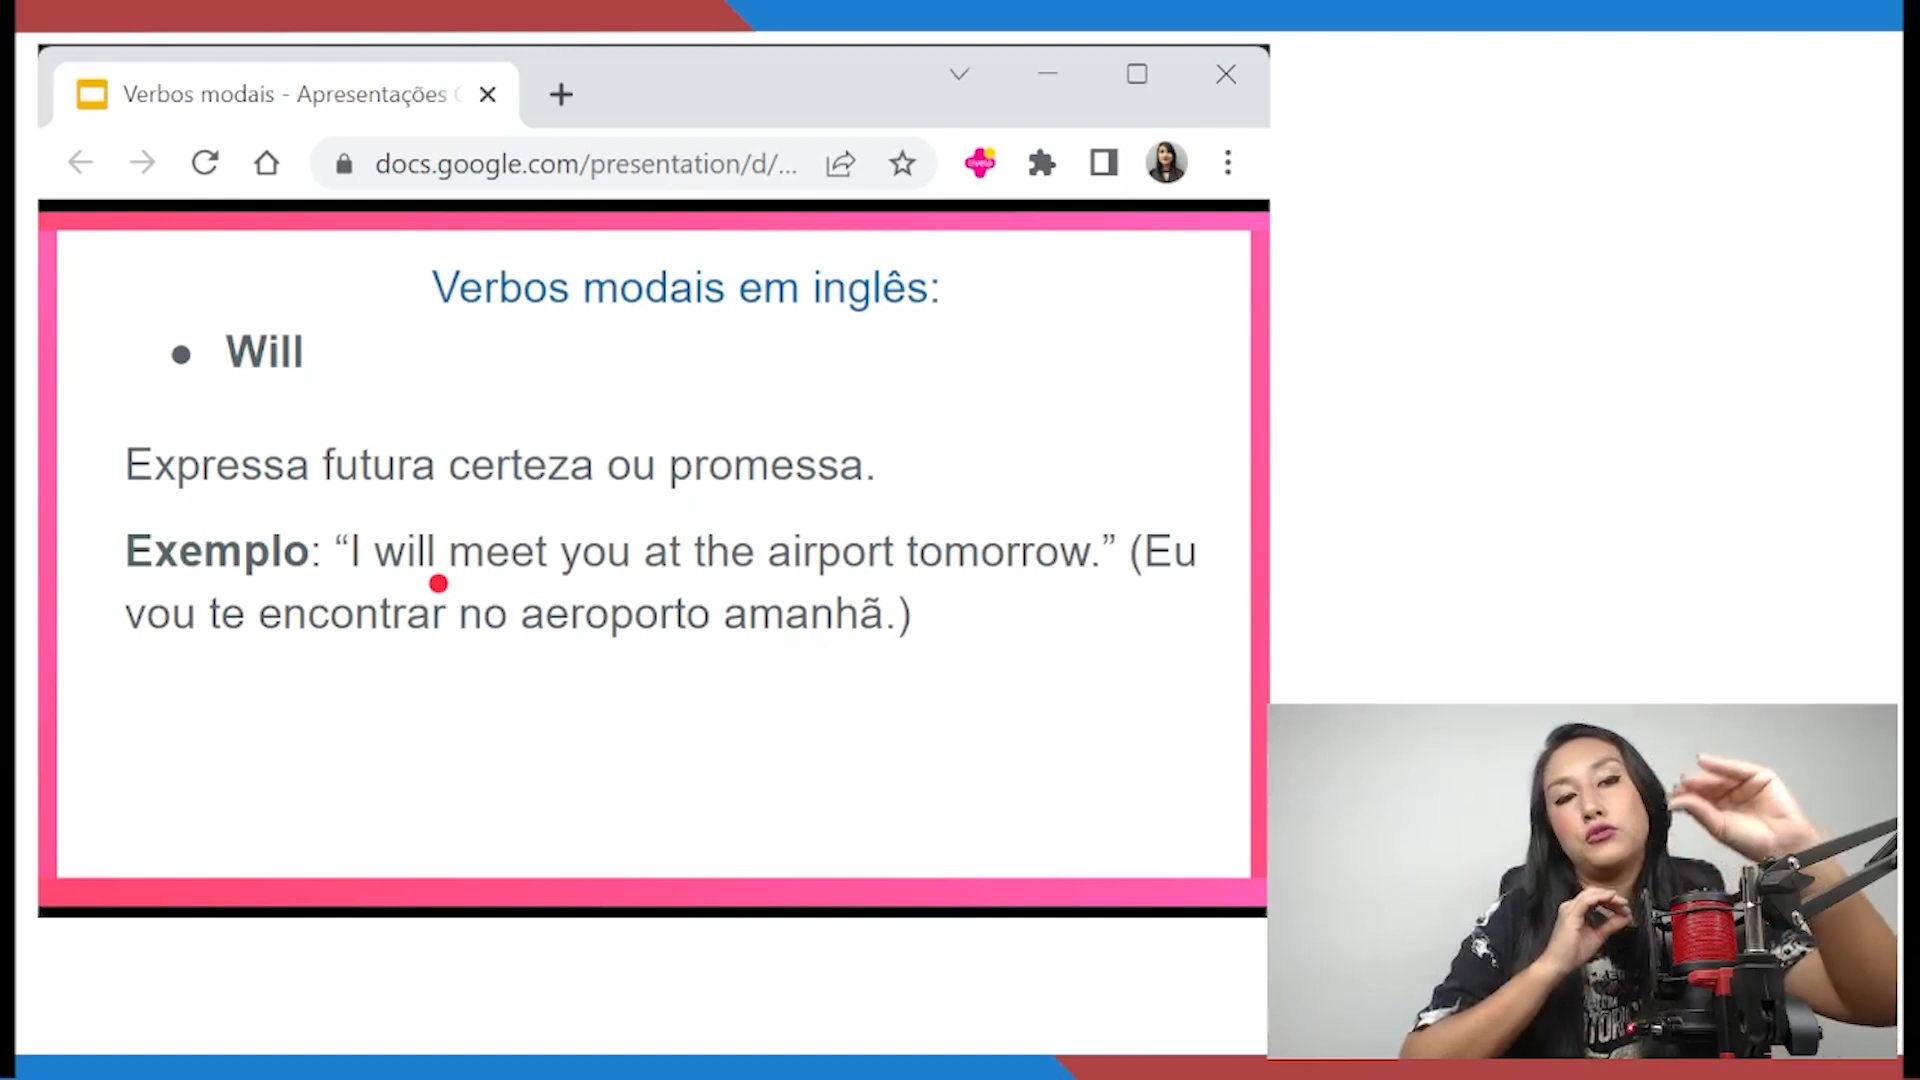 Verbos modais - Apresentações
docs.google.com/presentation/d/...
Verbos modais em inglês:
● Will
Expressa futura certeza ou promessa.
Exemplo: “I will meet you at the airport tomorrow.” (Eu
vou te encontrar no aeroporto amanhã.)